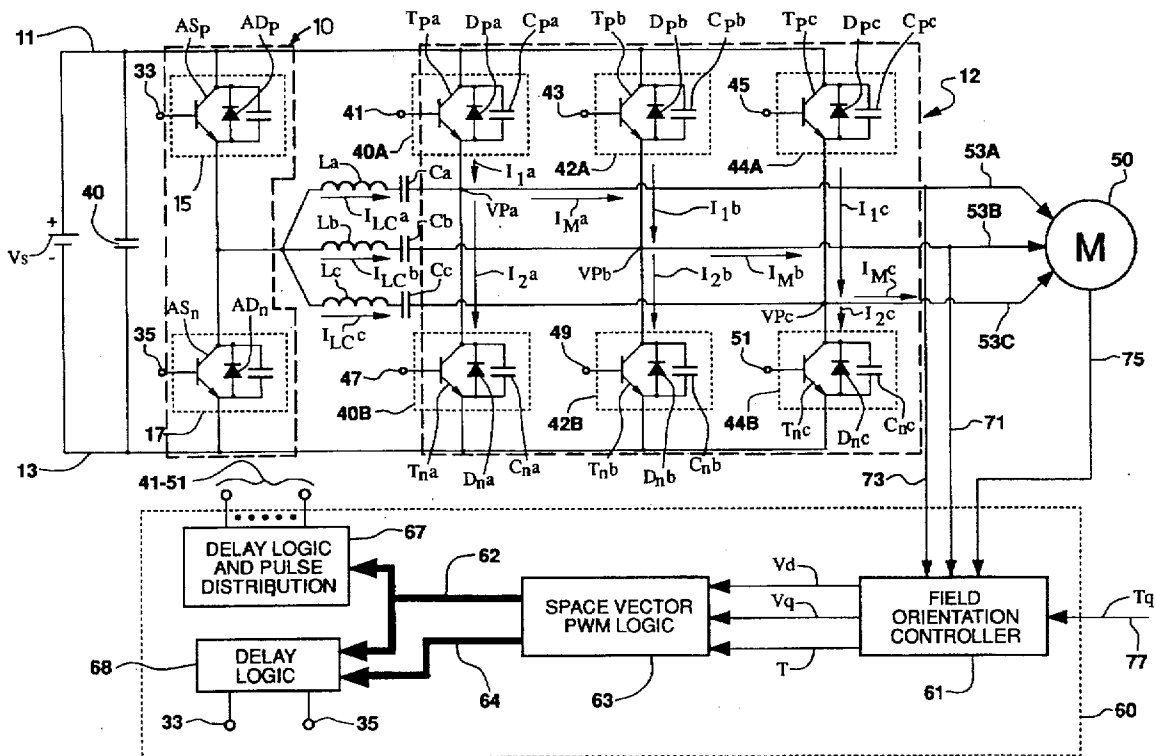 ASp
ADp
10
Tpa
Dpa
Cpa
Tpb
Dpb
Cpb
Tpc
Dpc
Cpc
11
33
41
43
45
12
15
40A
42A
44A
53A
50
La
Ca
I1a
ILCa
VPa
IMa
I1b
I1c
53B
40
+
Vs
-
Lb
Cb
M
ILCb
VPb
I2a
I2b
IMb
IMc
Lc
Cc
VPc
I2c
53C
ILCc
ASn
ADn
35
47
49
51
75
17
40B
42B
44B
13
Tna
Dna
Cna
Tnb
Dnb
Cnb
Tnc
Dnc
Cnc
71
73
41-51
67
DELAY LOGIC
AND PULSE
DISTRIBUTION
62
Vd
Vq
T
SPACE VECTOR
PWM LOGIC
FIELD
ORIENTATION
CONTROLLER
Tq
77
68
DELAY
LOGIC
64
63
61
60
33
35